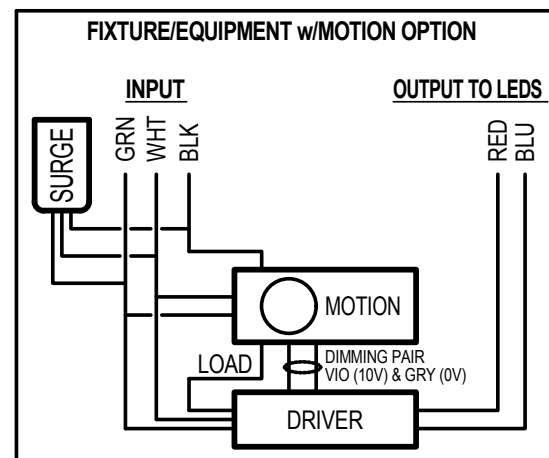 FIXTURE/EQUIPMENT w/MOTION OPTION
INPUT
OUTPUT TO LEDS
SURGE
GRN
WHT
BLK
RED
BLU
MOTION
LOAD
DIMMING PAIR
VIO (10V) & GRY (0V)
DRIVER